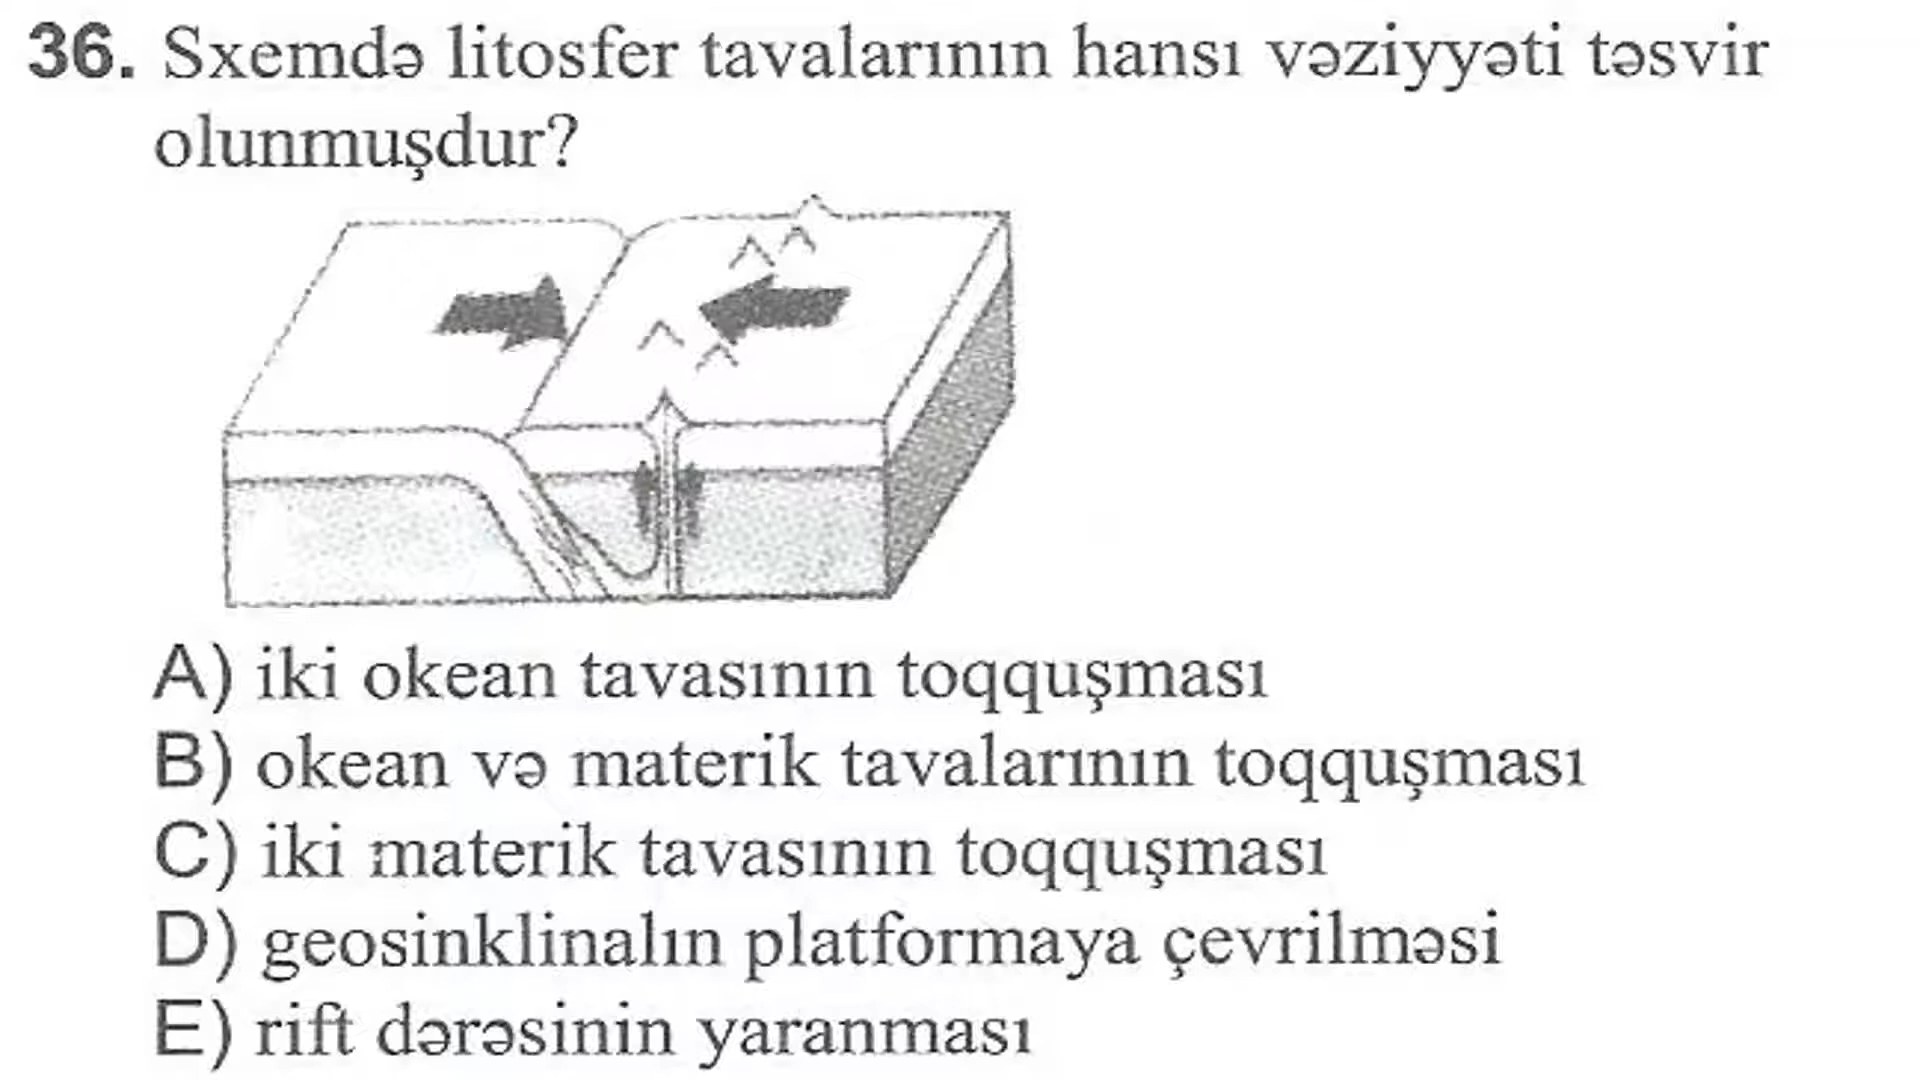 36. Sxemdə litosfer tavalarının hansı vəziyyəti təsvir
olunmuşdur?
A) iki okean tavasının toqquşması
B) okean və materik tavalarının toqquşması
C) iki materik tavasının toqquşması
D) geosinklinalın platformaya çevrilməsi
E) rift dərəsinin yaranması